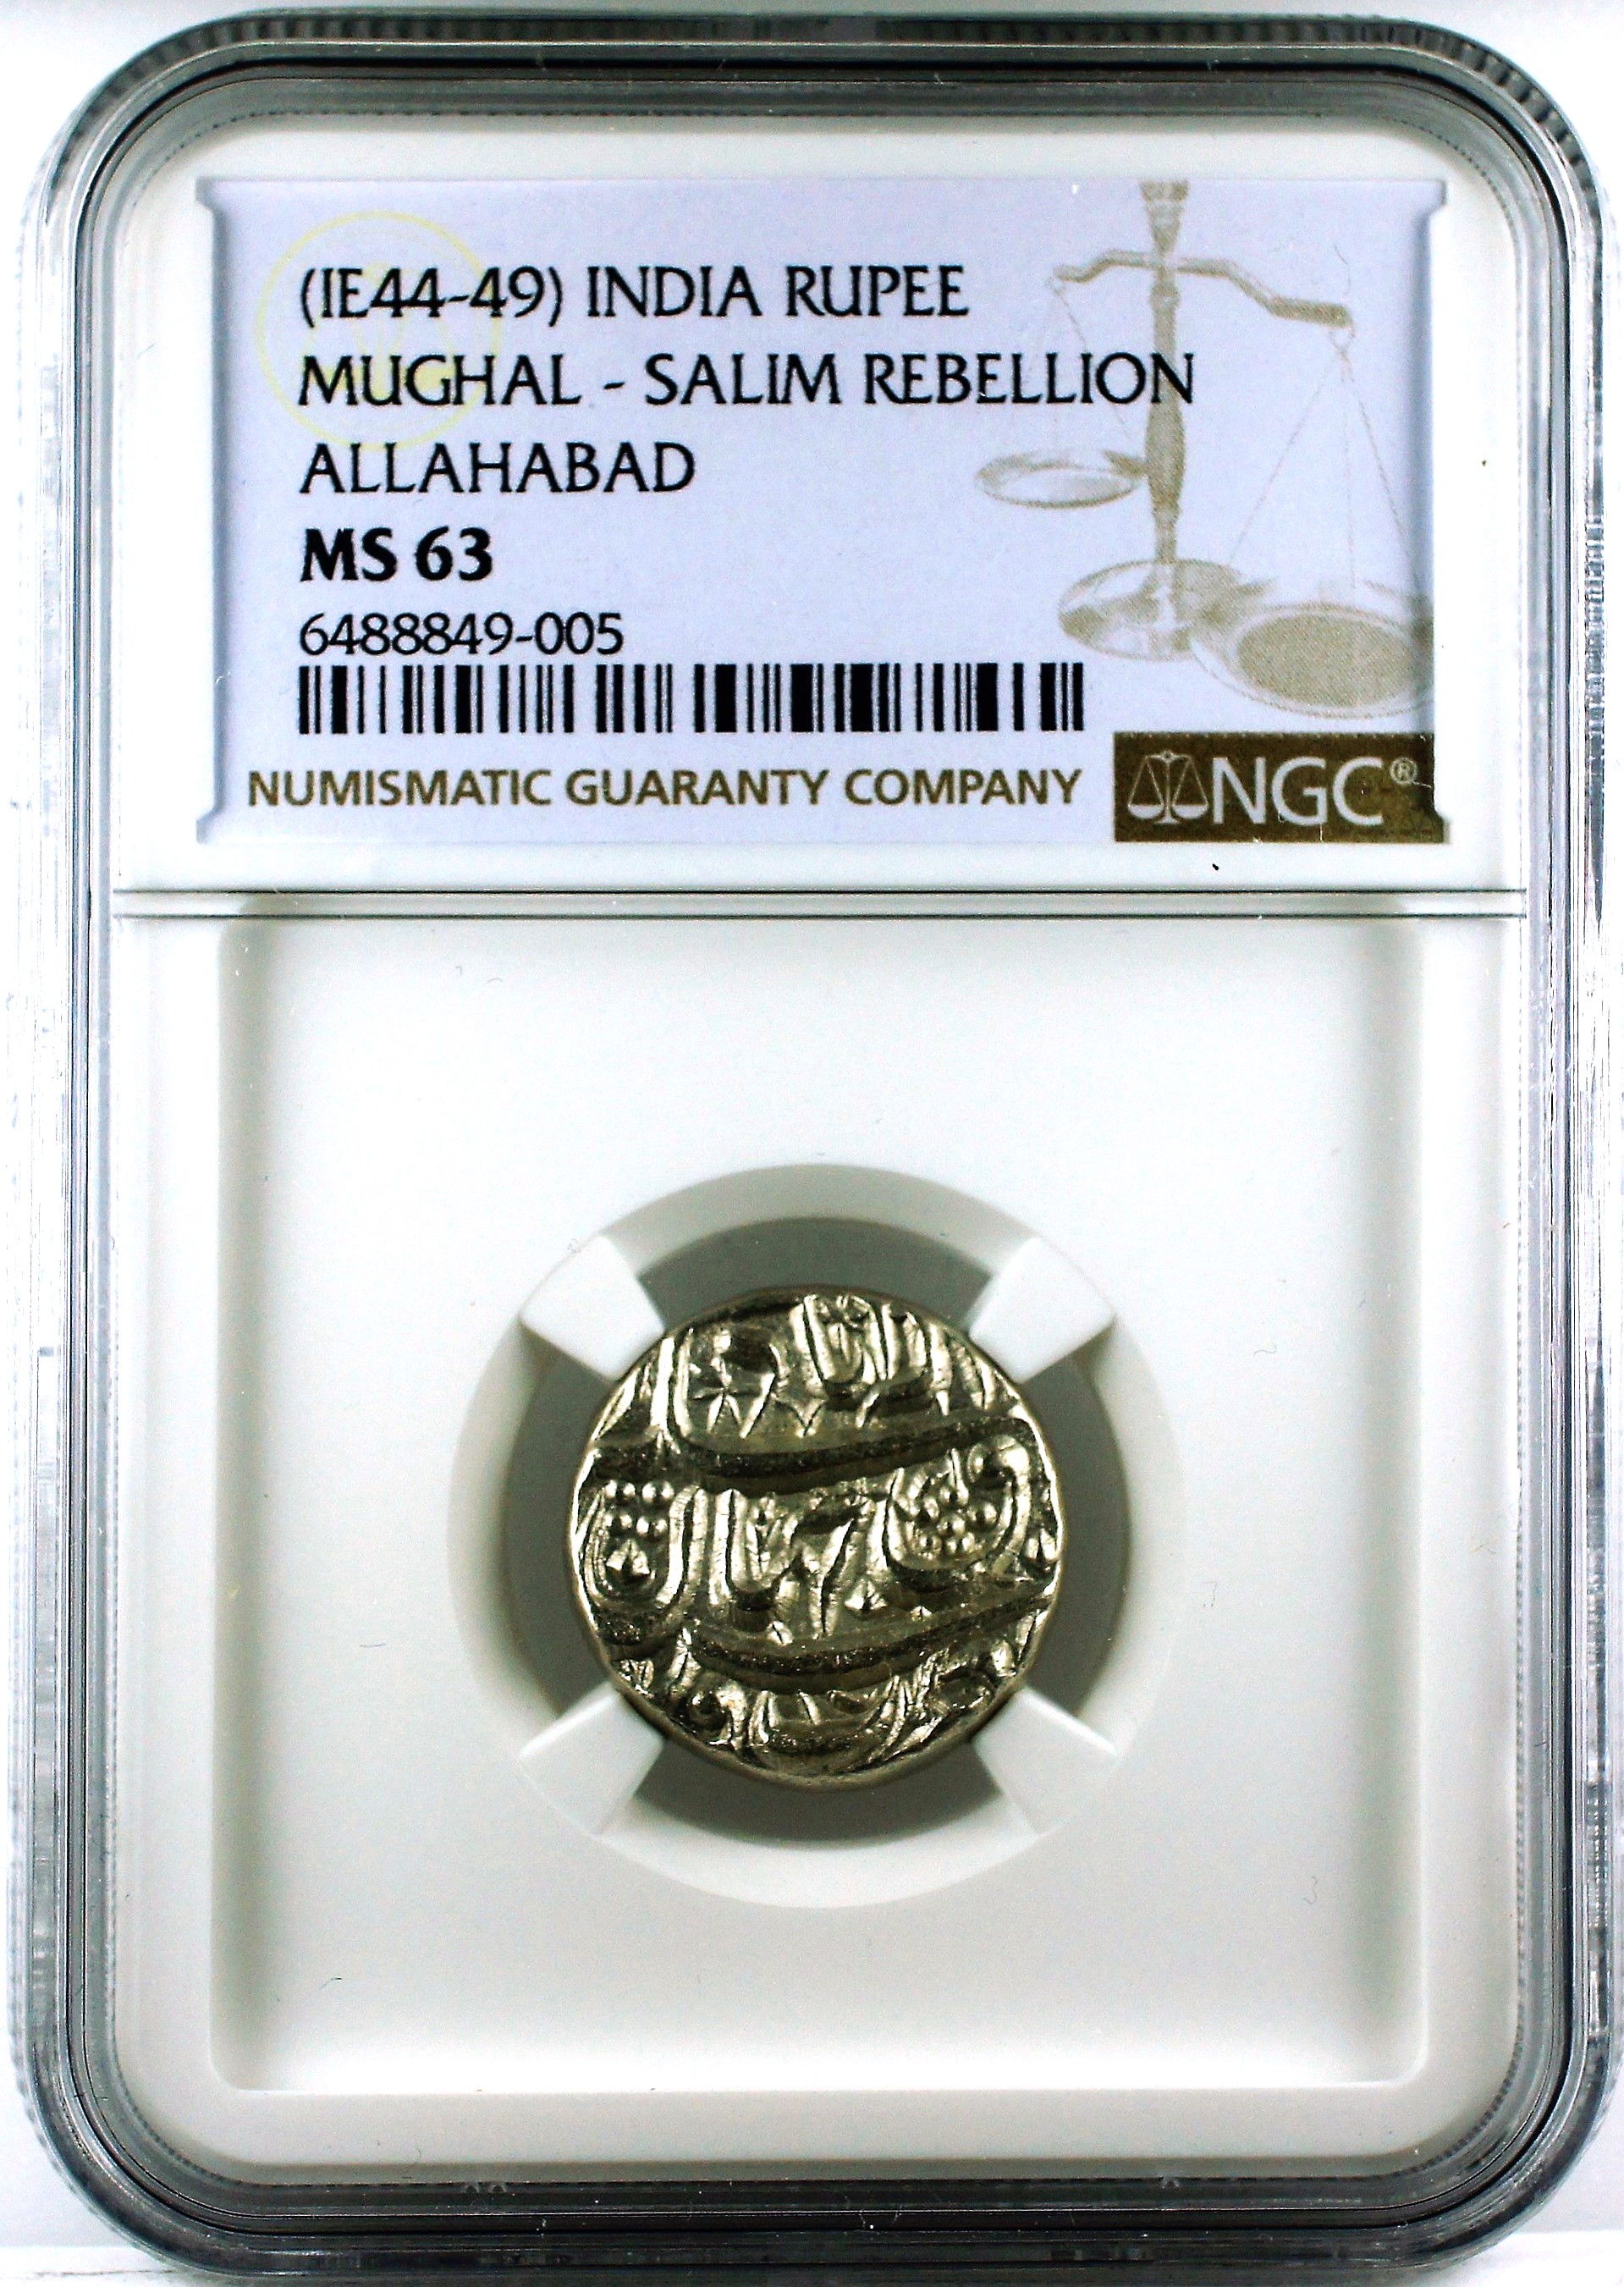 (IE44-49) INDIA RUPEE
MUGHAL - SALIM REBELLION
ALLAHABAD
MS 63
6488849-005
NUMISMATIC GUARANTY COMPANY
NGC®